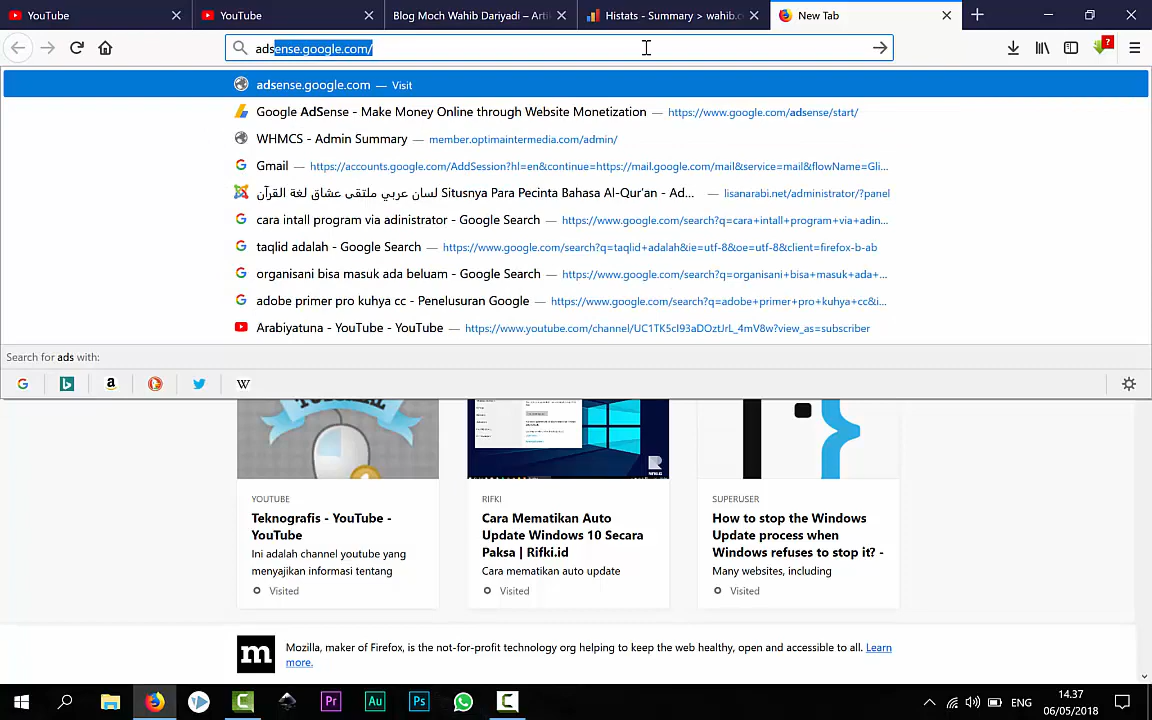 YouTube
YouTube
Blog Moch Wahib Dariyadi – Arti
Histats - Summary > wahib.c
New Tab
adsense.google.com/
adsense.google.com — Visit
Google AdSense - Make Money Online through Website Monetization — https://www.google.com/adsense/start/
WHMCS - Admin Summary — member.optimaintermedia.com/admin/
Gmail — https://accounts.google.com/AddSession?hl=en&continue=https://mail.google.com/mail&service=mail&flowName=Gli...
لسان عربي ملتقى عشاق لغة القرآن Situsnya Para Pecinta Bahasa Al-Qur’an - Ad... — lisanarabi.net/administrator/?panel
cara intall program via adinistrator - Google Search — https://www.google.com/search?q=cara+intall+program+via+adin...
taqlid adalah - Google Search — https://www.google.com/search?q=taqlid+adalah&ie=utf-8&oe=utf-8&client=firefox-b-ab
organisani bisa masuk ada beluam - Google Search — https://www.google.com/search?q=organisani+bisa+masuk+ada+...
adobe primer pro kuhya cc - Penelusuran Google — https://www.google.com/search?q=adobe+primer+pro+kuhya+cc&i...
Arabiyatuna - YouTube - YouTube — https://www.youtube.com/channel/UC1TK5cI93aDOztJrL_4mV8w?view_as=subscriber
Search for ads with:
YOUTUBE
Teknografis - YouTube -
YouTube
Ini adalah channel youtube yang
menyajikan informasi tentang
Visited
RIFKI
Cara Mematikan Auto
Update Windows 10 Secara
Paksa | Rifki.id
Cara mematikan auto update
Visited
SUPERUSER
How to stop the Windows
Update process when
Windows refuses to stop it? -
Many websites, including
Visited
m
Mozilla, maker of Firefox, is the not-for-profit technology org helping to keep the web healthy, open and accessible to all. Learn
more.
Pr
Au
Ps
ENG
14.37
06/05/2018